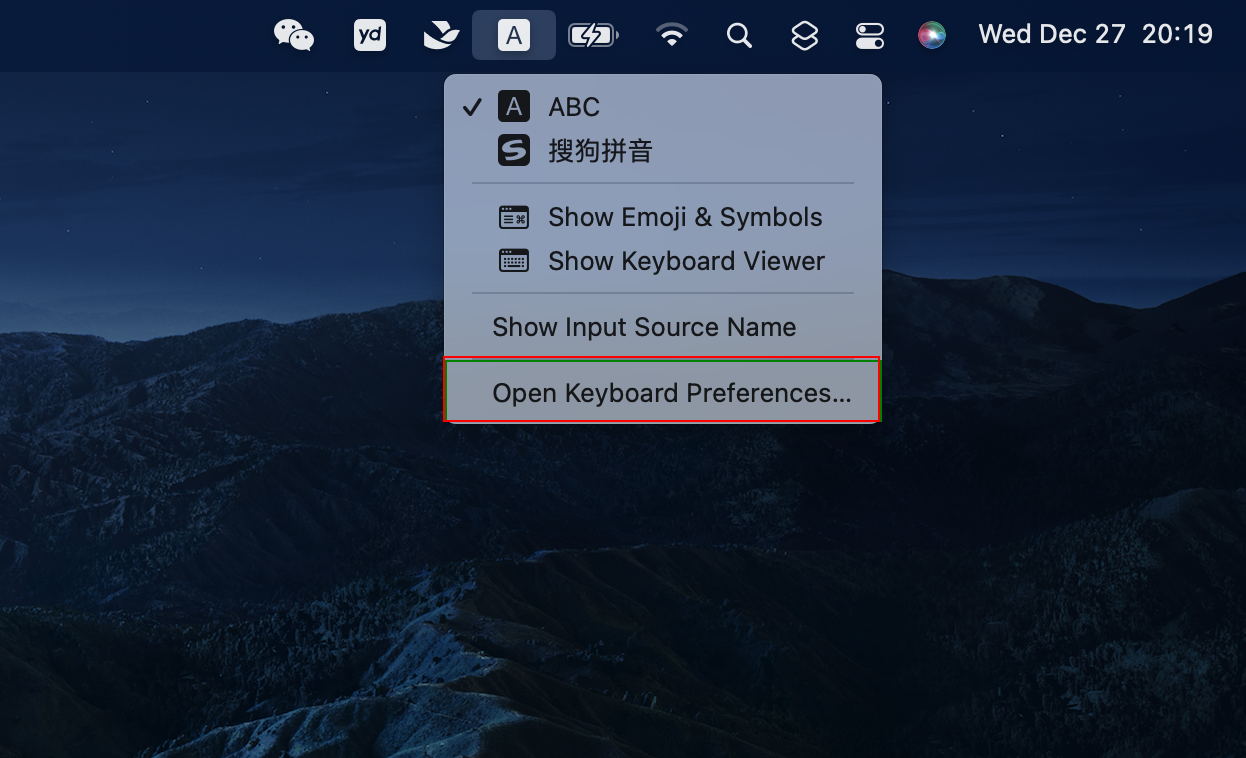 yd A Wed Dec 27 20:19
A ABC
搜狗拼音
Show Emoji & Symbols
Show Keyboard Viewer
Show Input Source Name
Open Keyboard Preferences...